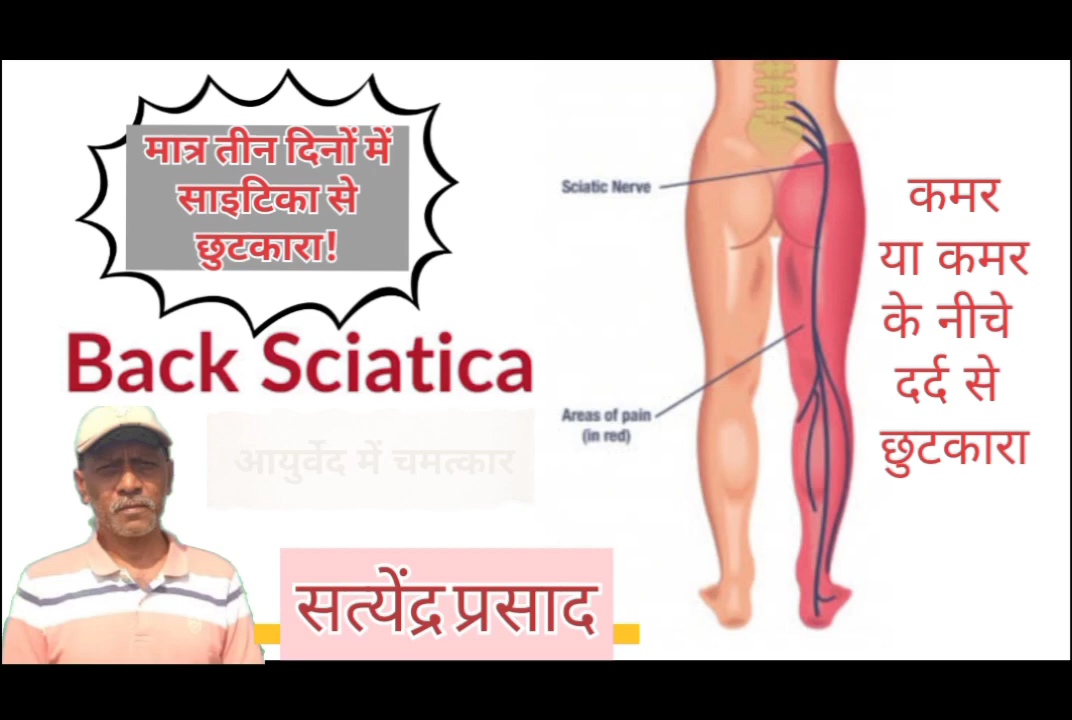 मात्र तीन दिनों में
साइटिका से
छुटकारा!
Back Sciatica
आयुर्वेद में चमत्कार
सत्येंद्र प्रसाद
Sciatic Nerve
Areas of pain
(in red)
कमर
या कमर
के नीचे
दर्द से
छुटकारा